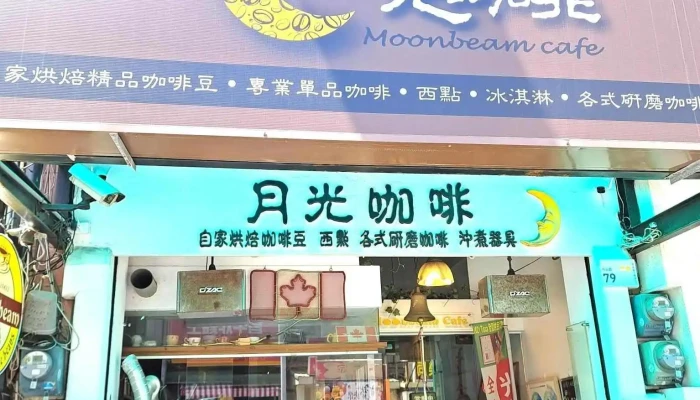 Moonbeam cafe
家烘焙精品咖啡豆•專業單品咖啡•西點•冰淇淋•各式研磨咖啡
月光咖啡
自家烘焙咖啡豆 西點 各式研磨咖啡 沖煮器具
79
DZAC
DZAC